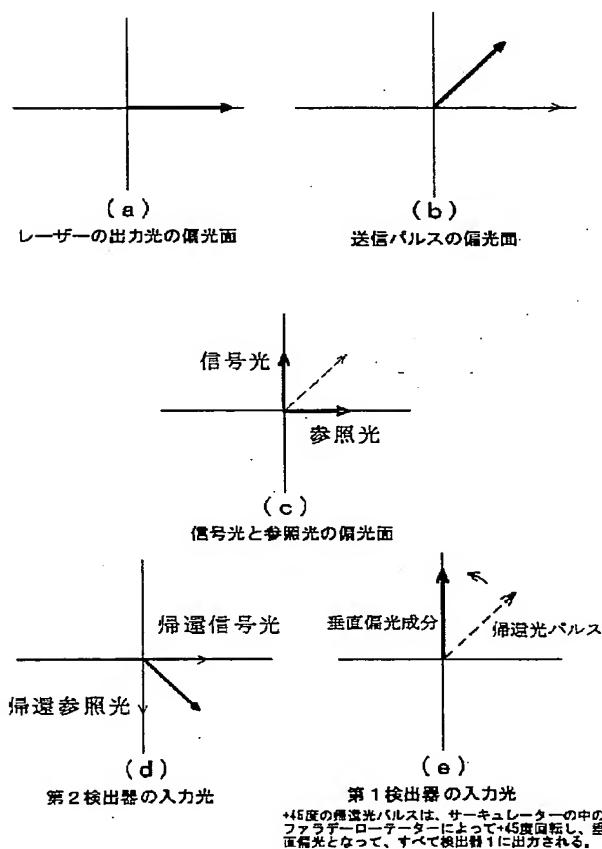 (a)
レーザーの出力光の偏光面
(b)
送信パルスの偏光面
信号光
参照光
(c)
信号光と参照光の偏光面
帰還信号光
帰還参照光
(d)
第2検出器の入力光
垂直偏光成分
帰還光パルス
(e)
第1検出器の入力光
+45度の帰還光パルスは、サーキュレーターの中の
ファラデーローテーターによって+45度回転し、垂
直偏光となって、すべて検出器1に出力される。